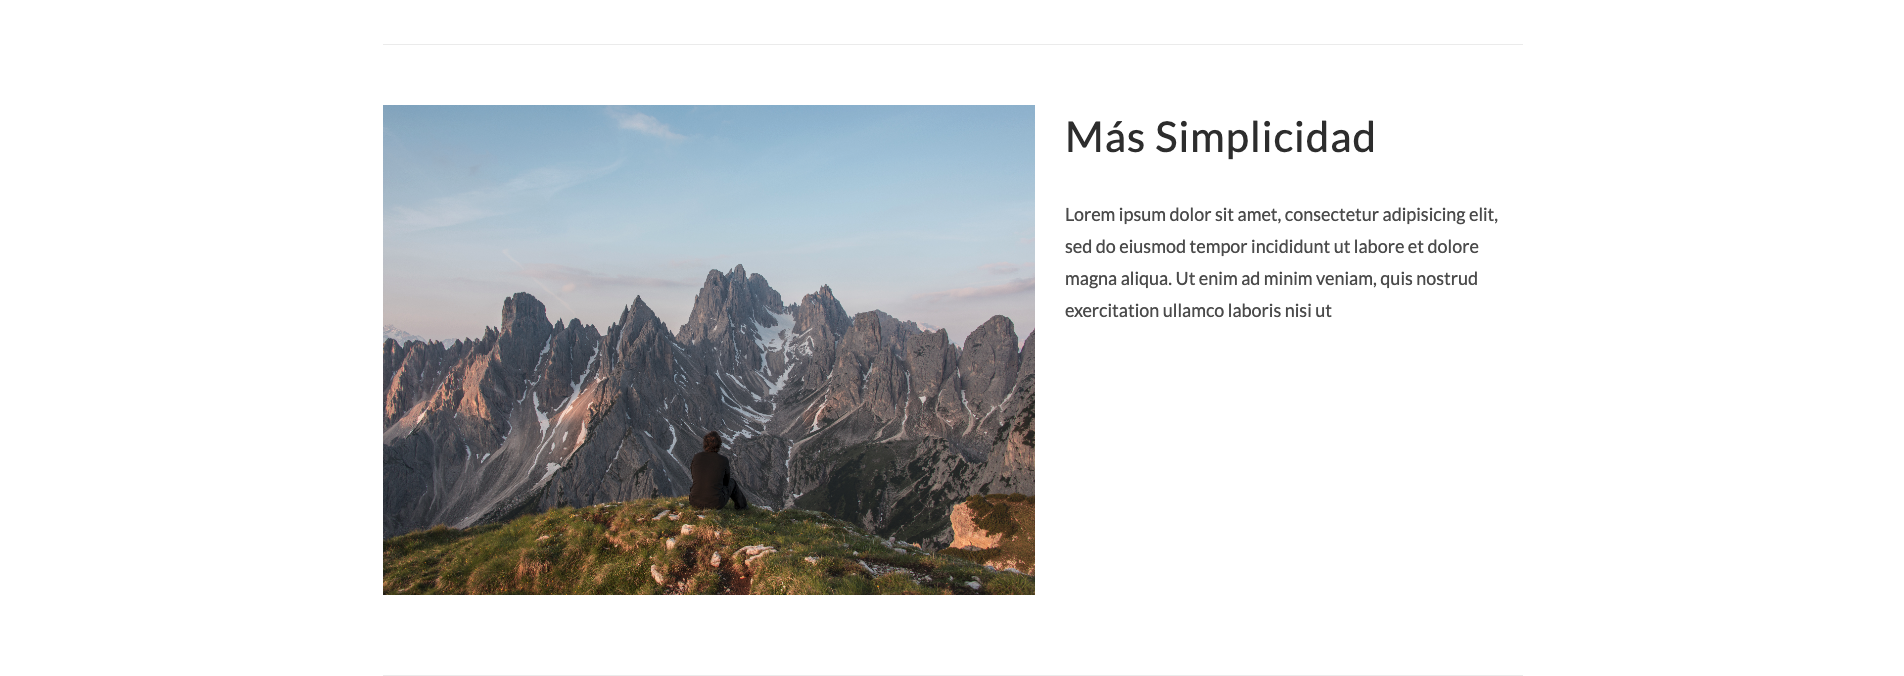 Más Simplicidad
Lorem ipsum dolor sit amet, consectetur adipisicing elit,
sed do eiusmod tempor incididunt ut labore et dolore
magna aliqua. Ut enim ad minim veniam, quis nostrud
exercitation ullamco laboris nisi ut